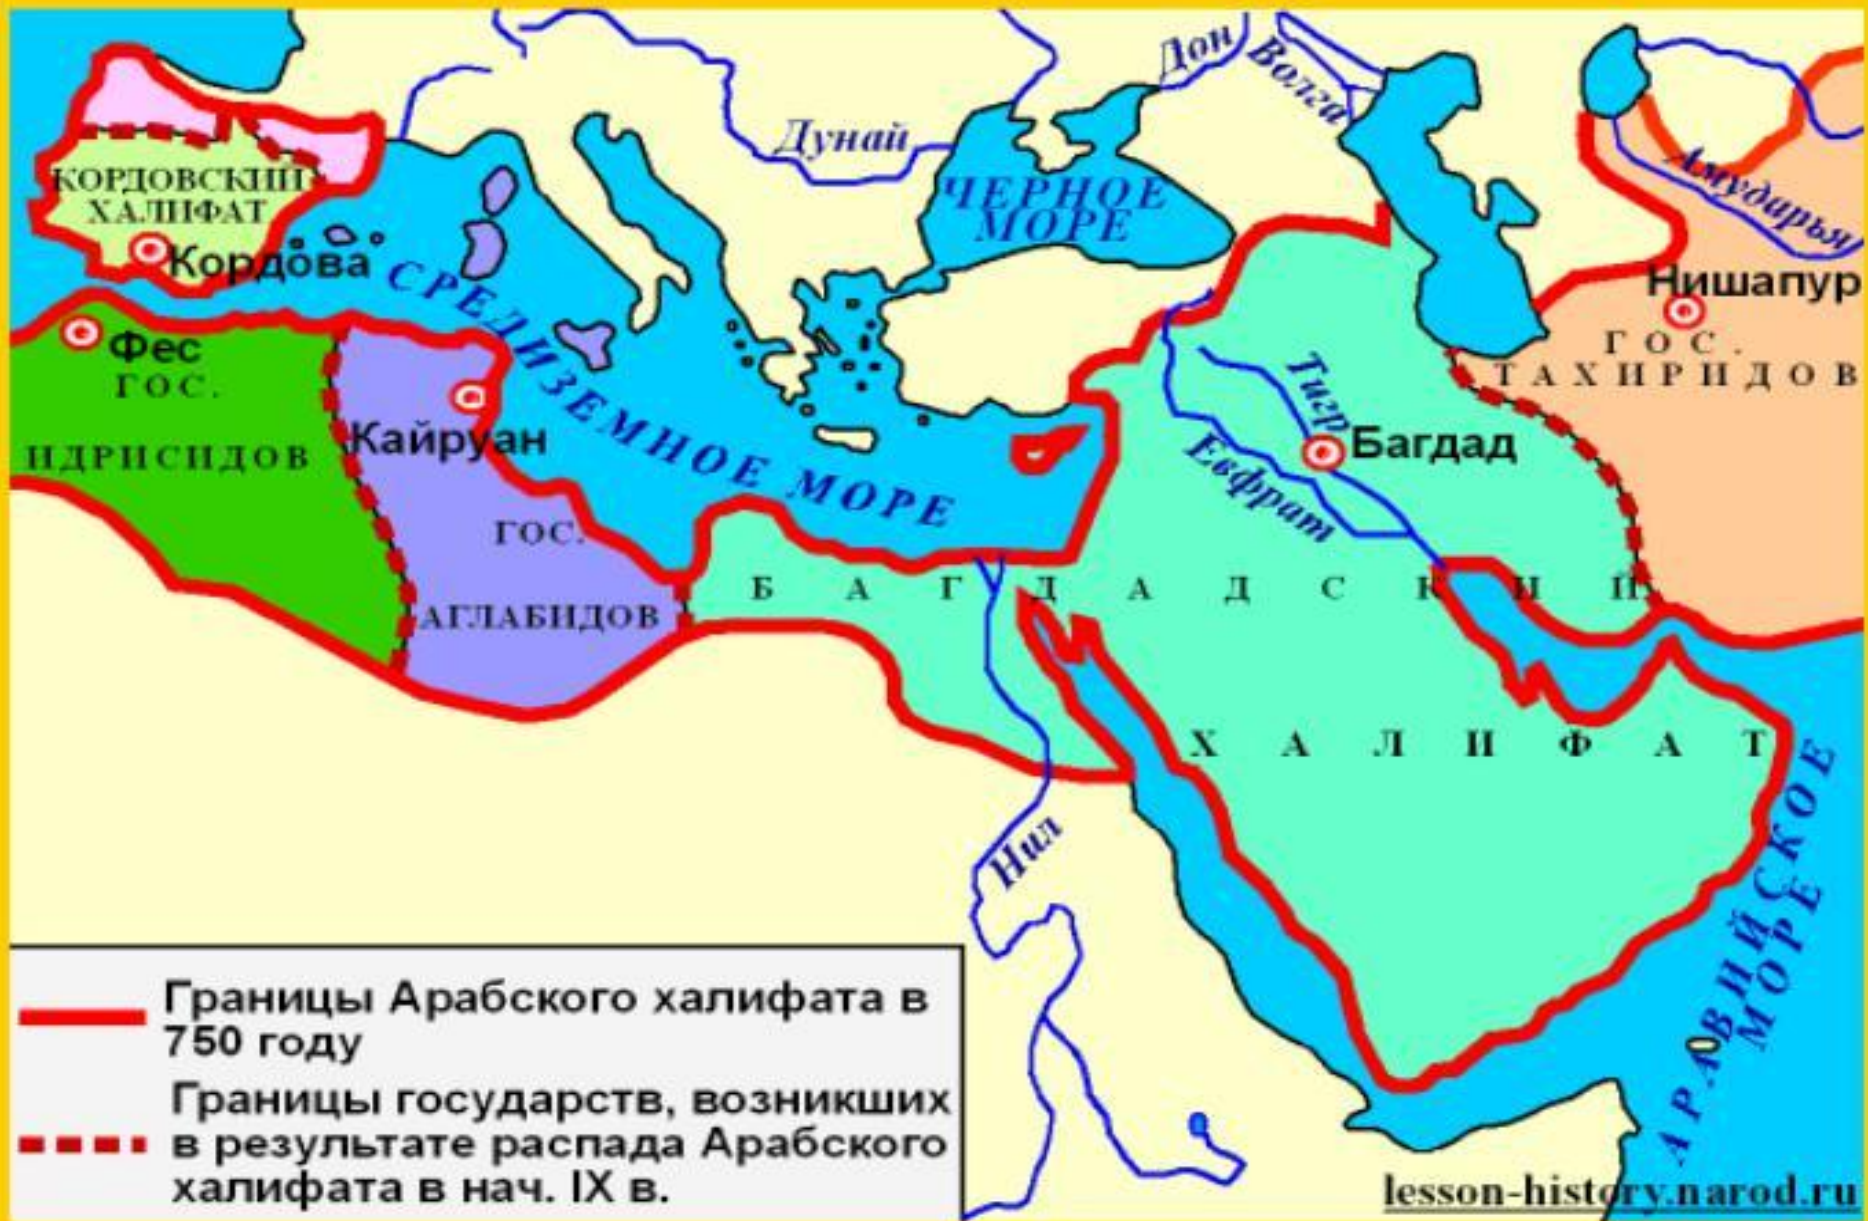 Дон
Волга
Дунай
ЧЕРНОЕ
МОРЕ
Амударья
КОРДОВСКИЙ
ХАЛИФАТ
Кордова
СРЕДИЗЕМНОЕ МОРЕ
Нишапур
ГОС.
ТАХИРИДОВ
Фес
ГОС.
ИДРИСИДОВ
Кайруан
ГОС.
АГЛАБИДОВ
Тигр
Багдад
Евфрат
БАГДАДСКИЙ
ХАЛИФАТ
Нил
АРАВИЙСКОЕ
МОРЕ
Границы Арабского халифата в
750 году
Границы государств, возникших
в результате распада Арабского
халифата в нач. IX в.
lesson-history.narod.ru